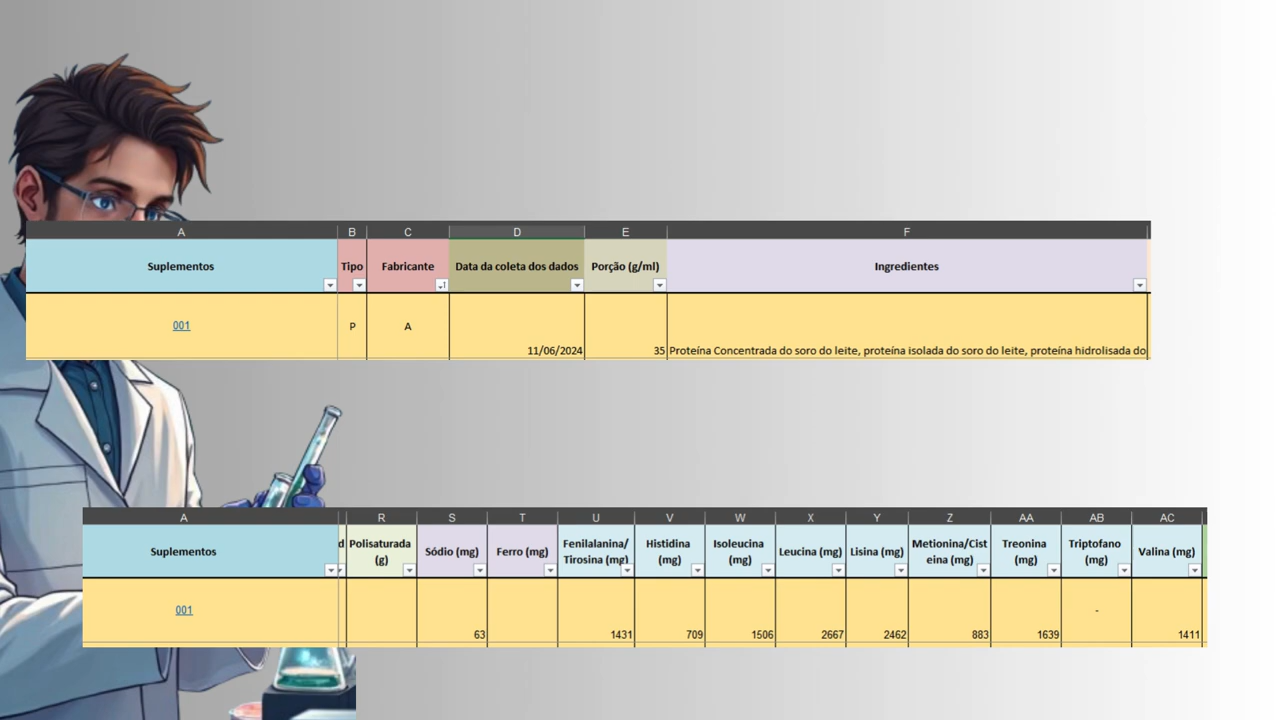 A B C D E F
Suplementos Tipo Fabricante Data da coleta dos dados Porção (g/ml) Ingredientes
001 P A
11/06/2024 35 Proteína Concentrada do soro do leite, proteína isolada do soro do leite, proteína hidrolisada do
A R S T U V W X Y Z AA AB AC
Suplementos d Polisaturada (g) Sódio (mg) Ferro (mg) Fenilalanina/ Tirosina (mg) Histidina (mg) Isoleucina (mg) Leucina (mg) Lisina (mg) Metionina/Cist eina (mg) Treonina (mg) Triptofano (mg) Valina (mg)
001 -
63 1431 709 1506 2667 2462 883 1639 1411